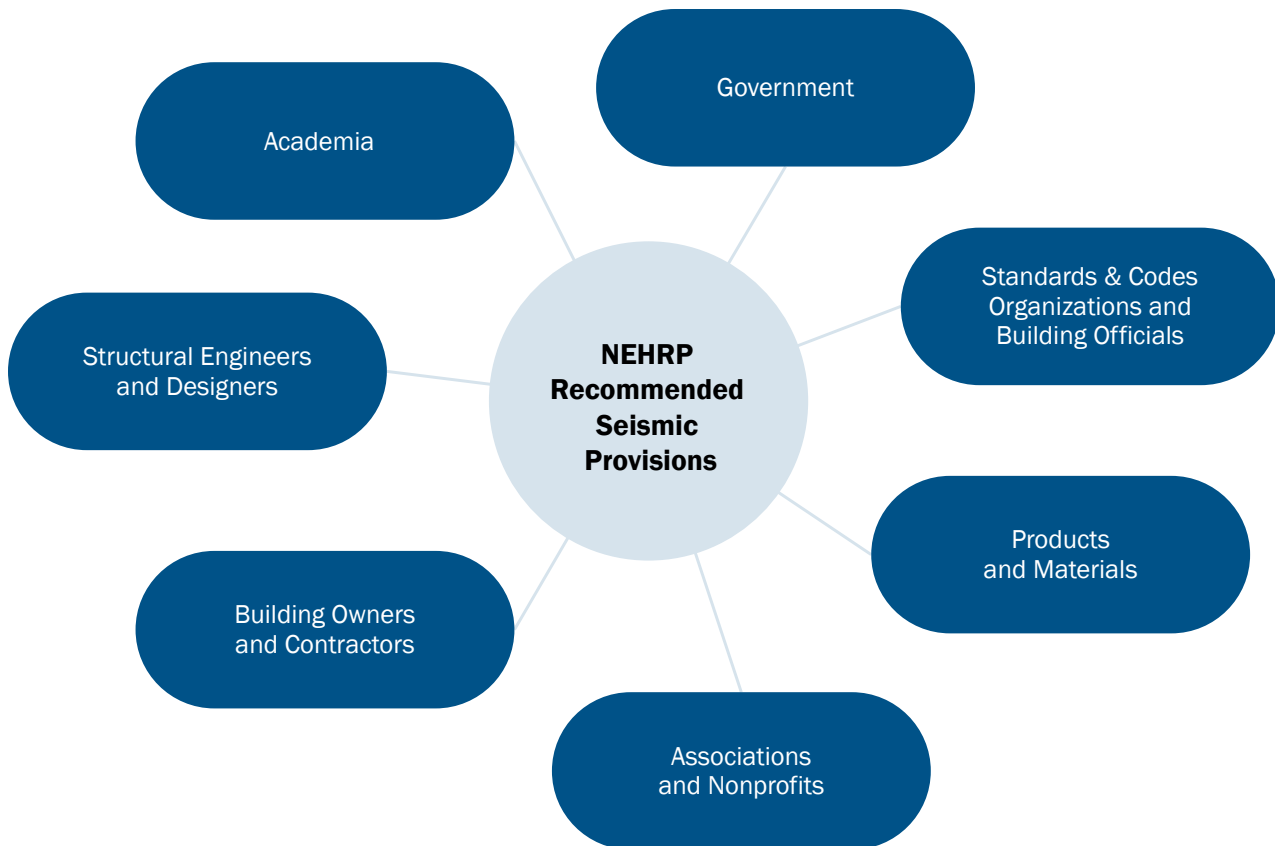 Government
Academia
Standards & Codes
Organizations and
Building Officials
Structural Engineers
and Designers
NEHRP
Recommended
Seismic
Provisions
Products
and Materials
Building Owners
and Contractors
Associations
and Nonprofits